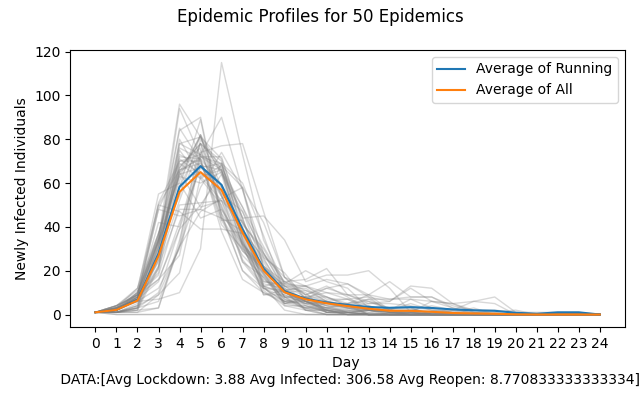 Epidemic Profiles for 50 Epidemics
120
100
80
60
40
20
0
Newly Infected Individuals
Average of Running
Average of All
0 1 2 3 4 5 6 7 8 9 10 11 12 13 14 15 16 17 18 19 20 21 22 23 24
Day
DATA:[Avg Lockdown: 3.88 Avg Infected: 306.58 Avg Reopen: 8.770833333333334]